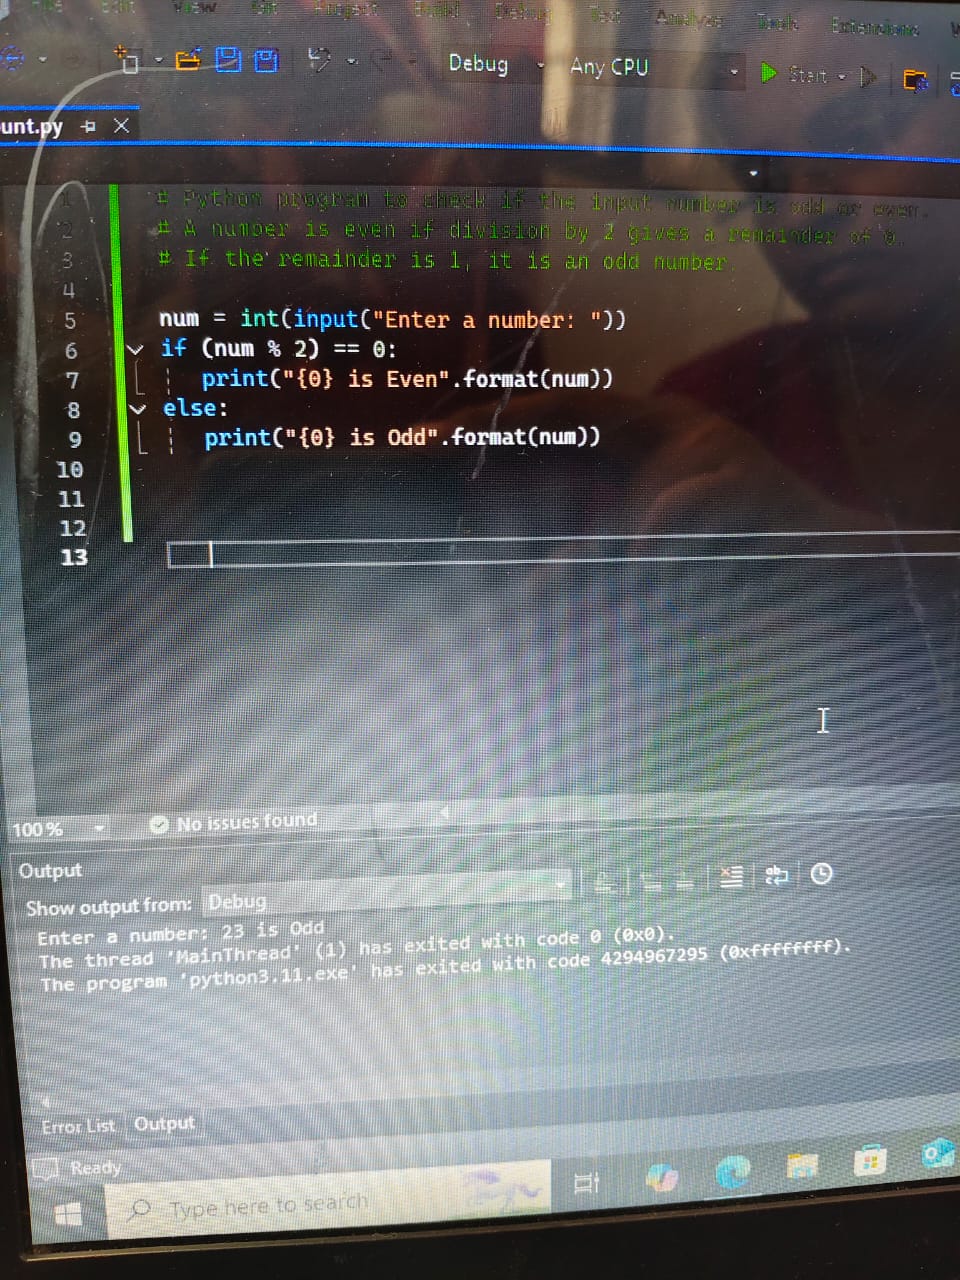 File Edit View Git Project Build Debug Test Analyze Tools Extensions
Debug Any CPU Start
unt.py
1 # Python program to check if the input number is odd or even.
2 # A number is even if division by 2 gives a remainder of 0.
3 # If the remainder is 1, it is an odd number.
4
5 num = int(input("Enter a number: "))
6 if (num % 2) == 0:
7 print("{0} is Even".format(num))
8 else:
9 print("{0} is Odd".format(num))
10
11
12
13
100 % No issues found
Output
Show output from: Debug
Enter a number: 23 is Odd
The thread 'MainThread' (1) has exited with code 0 (0x0).
The program 'python3.11.exe' has exited with code 4294967295 (0xffffffff).
Error List Output
Ready
Type here to search